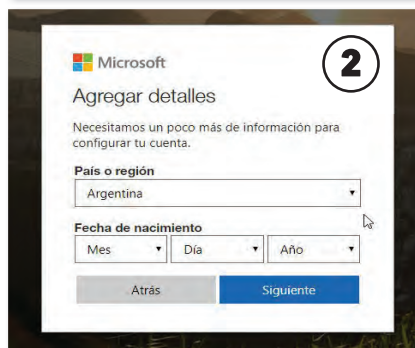 Microsoft
2
Agregar detalles
Necesitamos un poco más de información para
configurar tu cuenta.
País o región
Argentina
Fecha de nacimiento
Mes Día Año
Atrás Siguiente